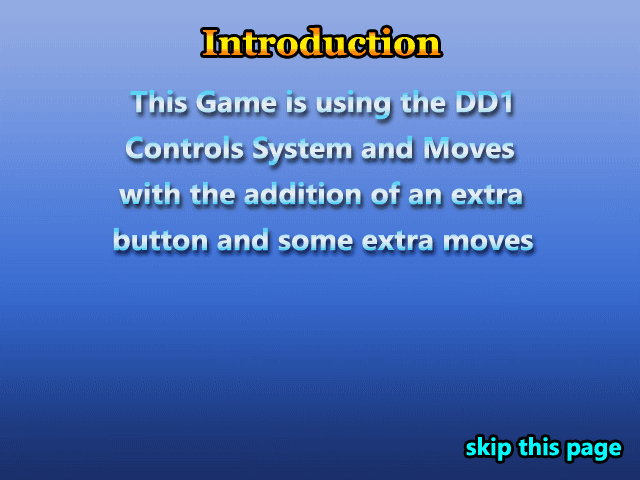 Introduction
This Game is using the DD1
Controls System and Moves
with the addition of an extra
button and some extra moves
skip this page